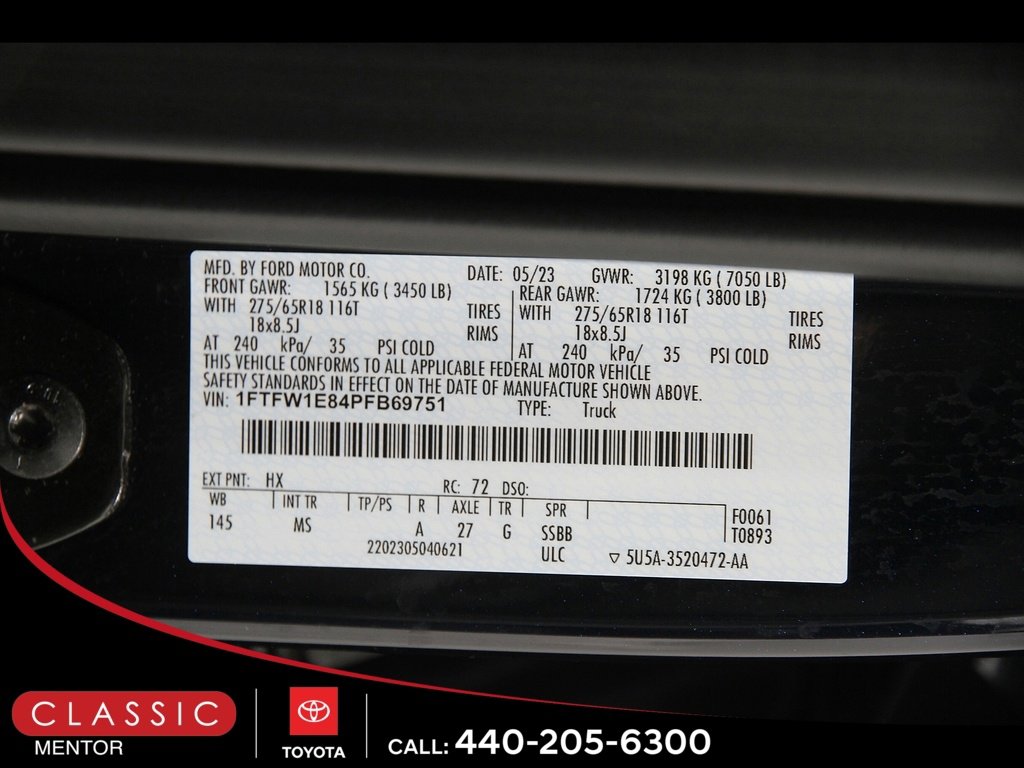 MFD. BY FORD MOTOR CO. DATE: 05/23 GVWR: 3198 KG ( 7050 LB)
FRONT GAWR: 1565 KG ( 3450 LB) REAR GAWR: 1724 KG ( 3800 LB)
WITH 275/65R18 116T TIRES WITH 275/65R18 116T TIRES
18x8.5J RIMS 18x8.5J RIMS
AT 240 kPa/ 35 PSI COLD AT 240 kPa/ 35 PSI COLD
THIS VEHICLE CONFORMS TO ALL APPLICABLE FEDERAL MOTOR VEHICLE
SAFETY STANDARDS IN EFFECT ON THE DATE OF MANUFACTURE SHOWN ABOVE.
VIN: 1FTFW1E84PFB69751 TYPE: Truck
EXT PNT: HX RC: 72 DSO:
WB INT TR TP/PS R AXLE TR SPR F0061
145 MS A 27 G SSBB T0893
2202305040621 ULC ▽ 5U5A-3520472-AA
CLASSIC
MENTOR
TOYOTA
CALL: 440-205-6300